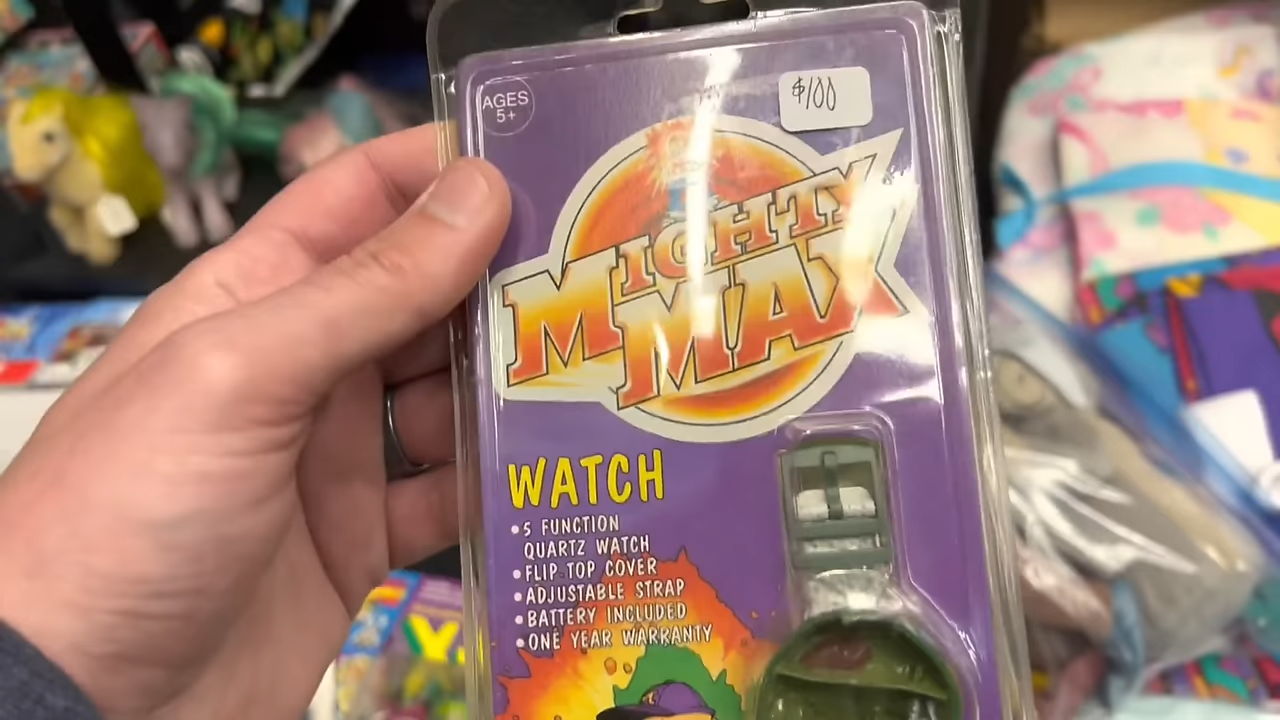 AGES
5+
$100
MIGHTY
MAX
WATCH
•5 FUNCTION
QUARTZ WATCH
•FLIP TOP COVER
•ADJUSTABLE STRAP
•BATTERY INCLUDED
•ONE YEAR WARRANTY